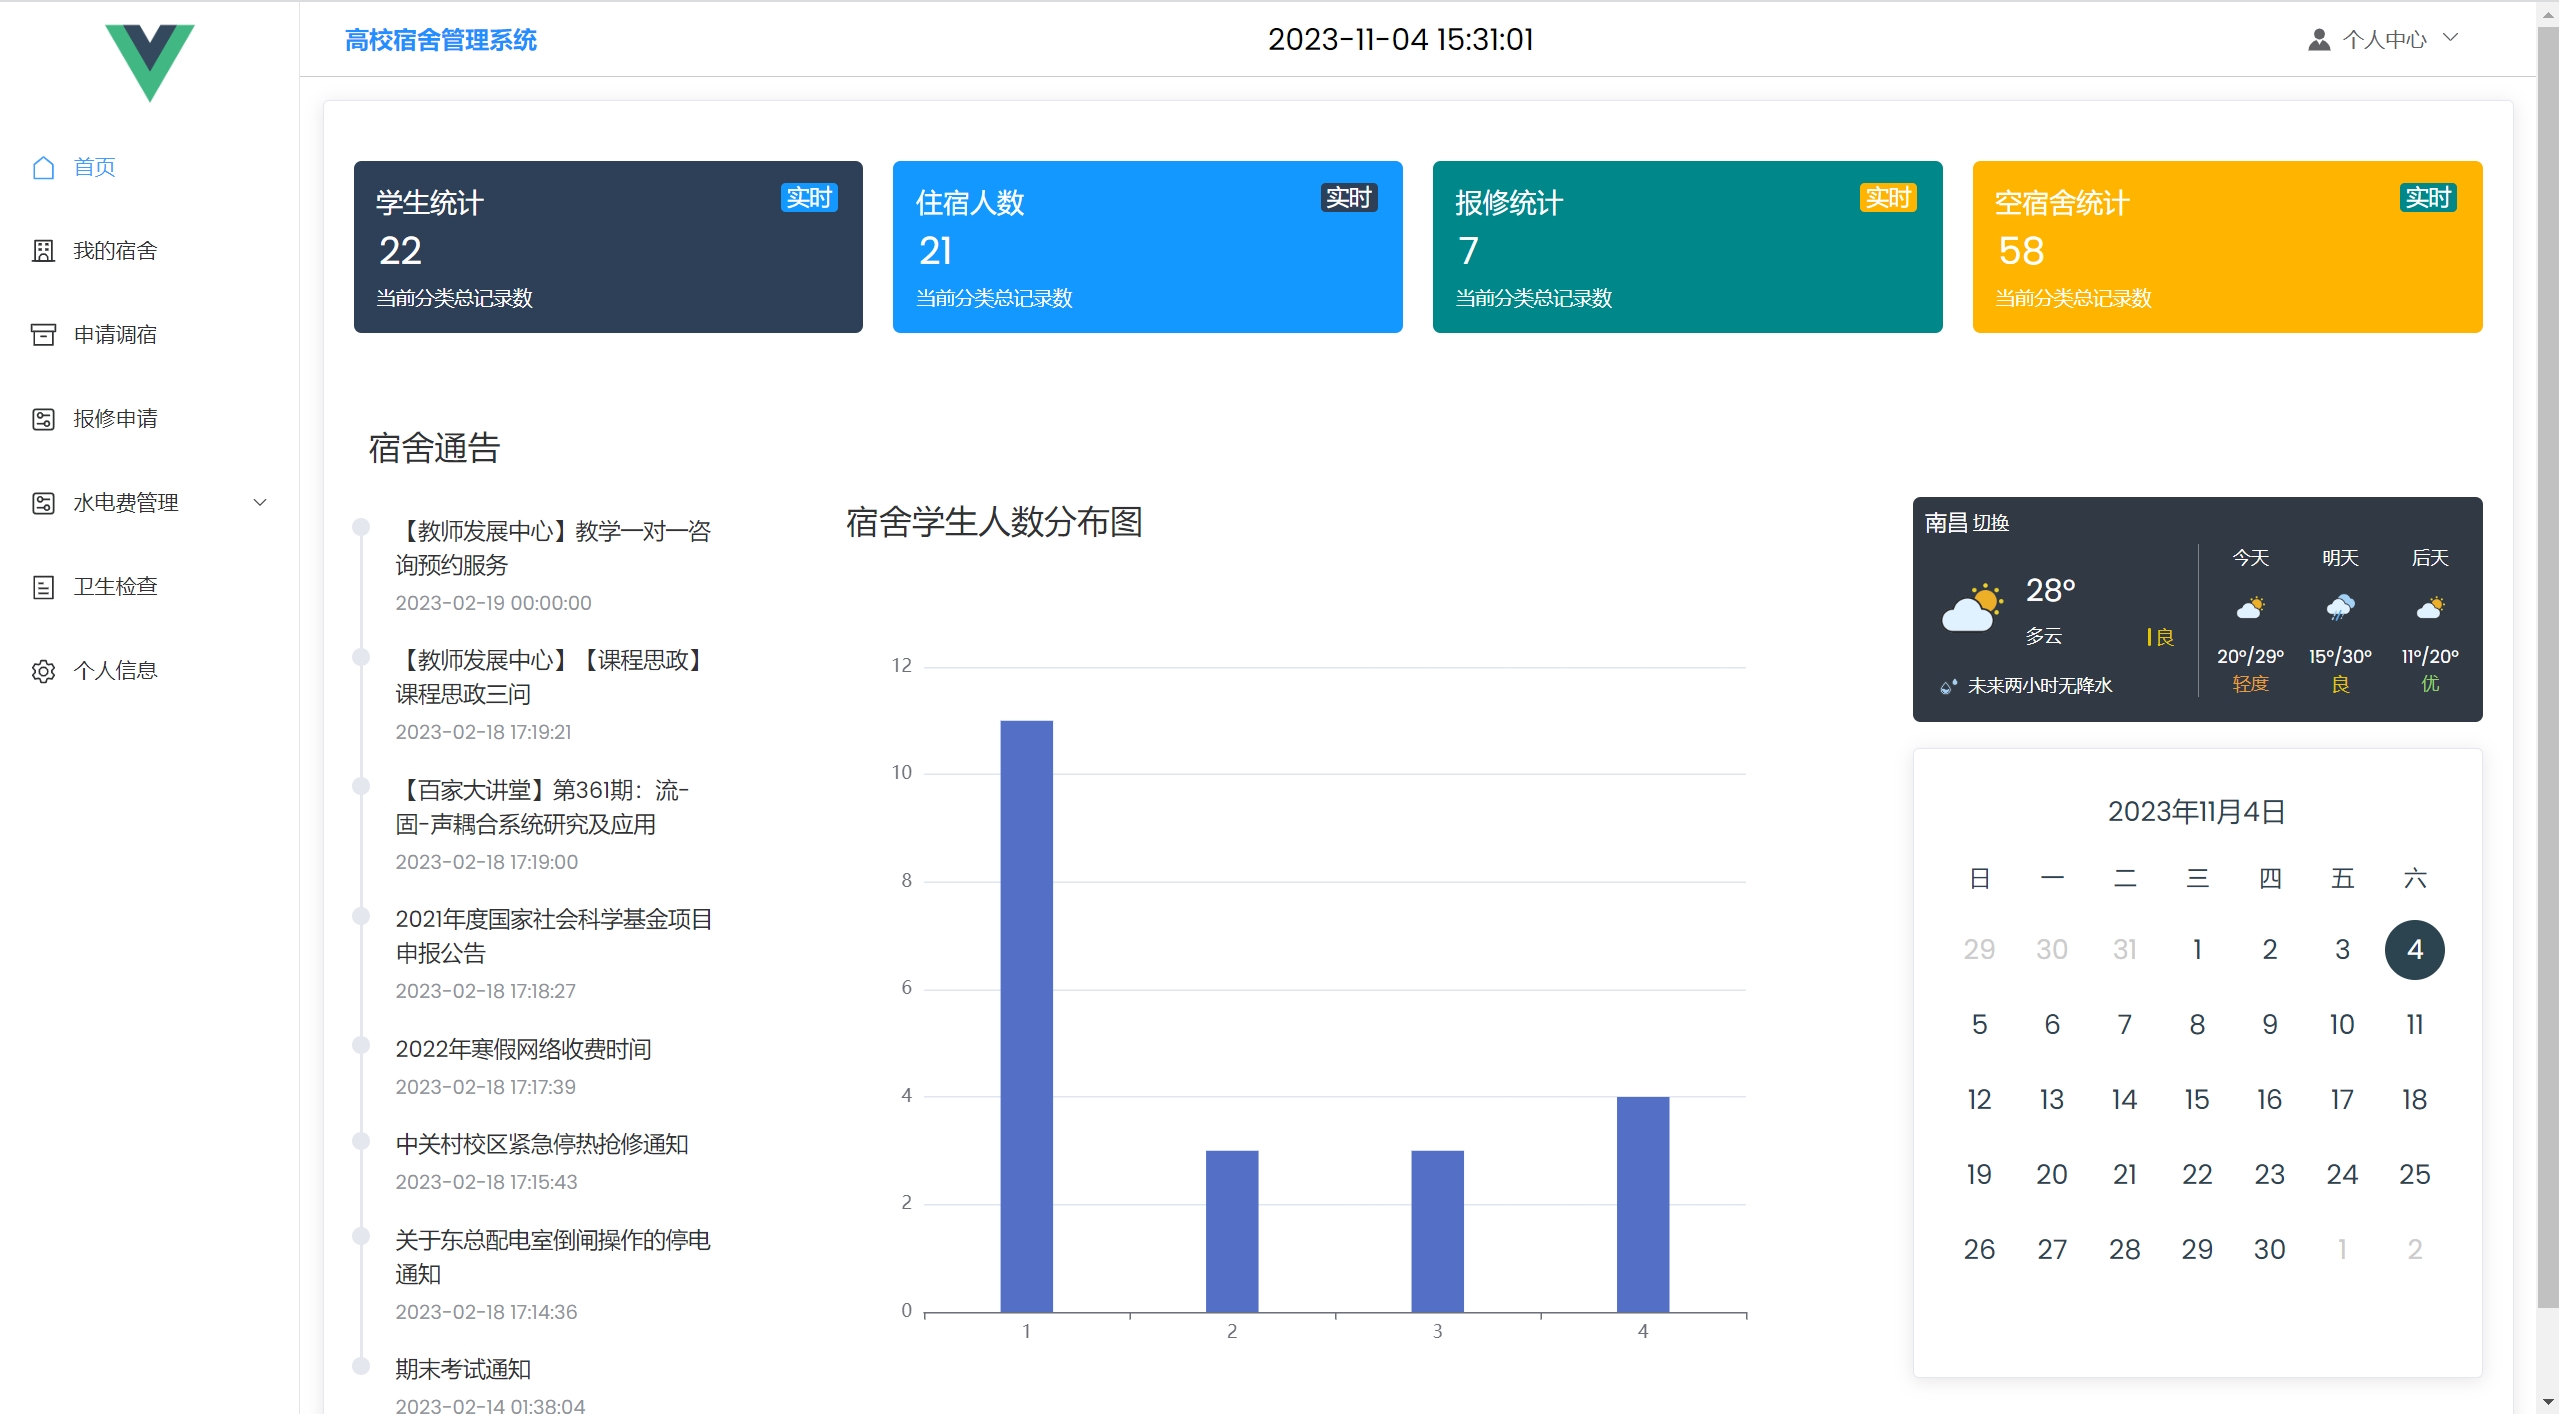 高校宿舍管理系统
2023-11-04 15:31:01
个人中心
首页
我的宿舍
申请调宿
报修申请
水电费管理
卫生检查
个人信息
学生统计
实时
22
当前分类总记录数
住宿人数
实时
21
当前分类总记录数
报修统计
实时
7
当前分类总记录数
空宿舍统计
实时
58
当前分类总记录数
宿舍通告
【教师发展中心】教学一对一咨
询预约服务
2023-02-19 00:00:00
【教师发展中心】【课程思政】
课程思政三问
2023-02-18 17:19:21
【百家大讲堂】第361期：流-
固-声耦合系统研究及应用
2023-02-18 17:19:00
2021年度国家社会科学基金项目
申报公告
2023-02-18 17:18:27
2022年寒假网络收费时间
2023-02-18 17:17:39
中关村校区紧急停热抢修通知
2023-02-18 17:15:43
关于东总配电室倒闸操作的停电
通知
2023-02-18 17:14:36
期末考试通知
2023-02-14 01:38:04
宿舍学生人数分布图
12
10
8
6
4
2
0
1 2 3 4
南昌 切换
28°
多云
良
未来两小时无降水
今天 明天 后天
20°/29° 15°/30° 11°/20°
轻度 良 优
2023年11月4日
日 一 二 三 四 五 六
29 30 31 1 2 3 4
5 6 7 8 9 10 11
12 13 14 15 16 17 18
19 20 21 22 23 24 25
26 27 28 29 30 1 2